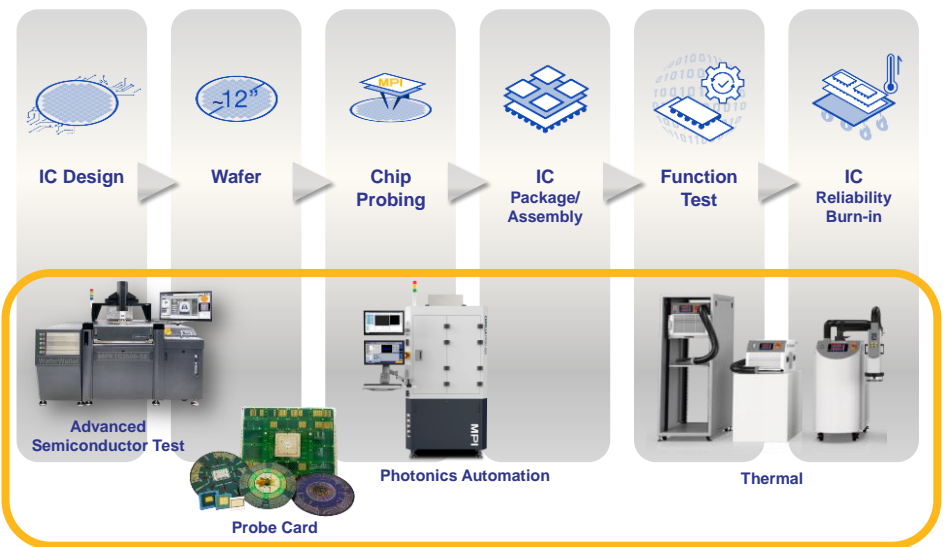 ~12”
MPI
IC Design
Wafer
Chip
Probing
IC
Package/
Assembly
Function
Test
IC
Reliability
Burn-in
MPI
Advanced
Semiconductor Test
Photonics Automation
Thermal
Probe Card